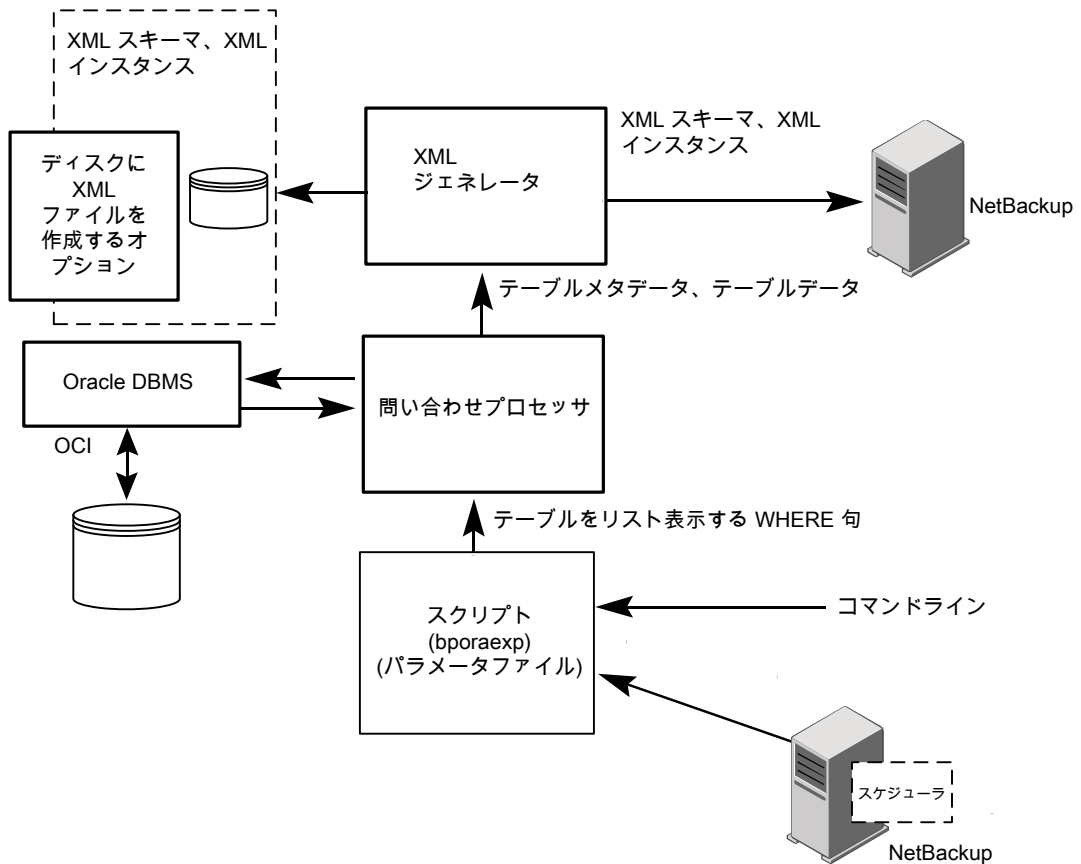 XML スキーマ、XML
インスタンス
ディスクに
XML
ファイルを
作成するオ
プション
XML
ジェネレータ
XML スキーマ、XML
インスタンス
NetBackup
テーブルメタデータ、テーブルデータ
Oracle DBMS
問い合わせプロセッサ
OCI
テーブルをリスト表示する WHERE 句
スクリプト
(bporaexp)
(パラメータファイル)
コマンドライン
スケジューラ
NetBackup